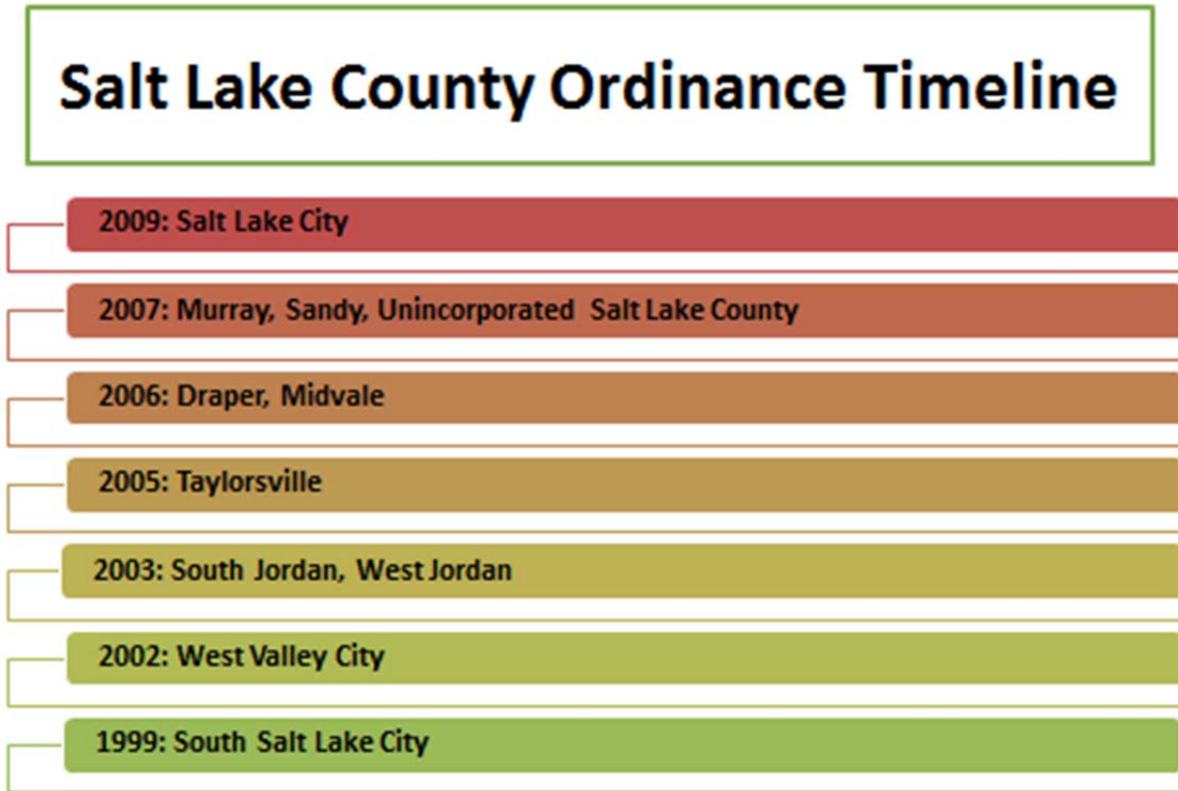 Salt Lake County Ordinance Timeline
2009: Salt Lake City
2007: Murray, Sandy, Unincorporated Salt Lake County
2006: Draper, Midvale
2005: Taylorsville
2003: South Jordan, West Jordan
2002: West Valley City
1999: South Salt Lake City